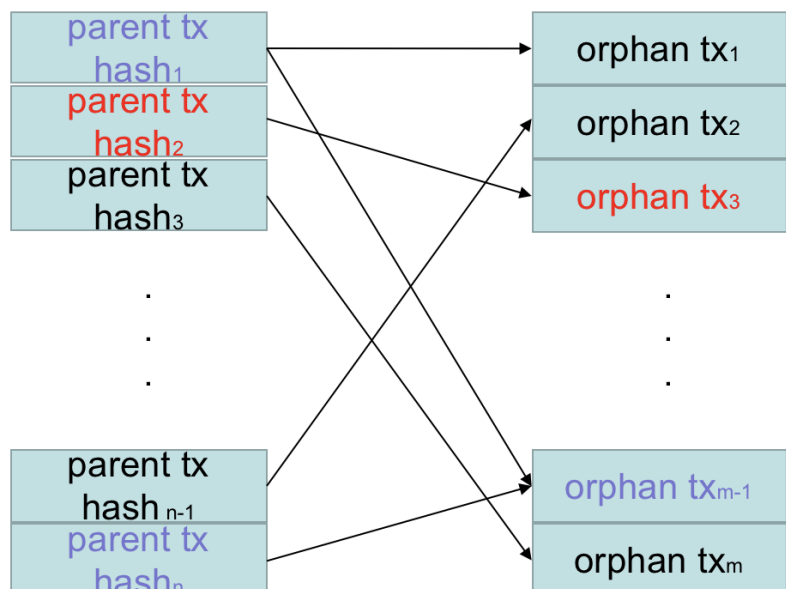 parent tx
hash1
parent tx
hash2
parent tx
hash3
.
.
.
parent tx
hash n-1
parent tx
hashn
orphan tx1
orphan tx2
orphan tx3
.
.
.
orphan txm-1
orphan txm